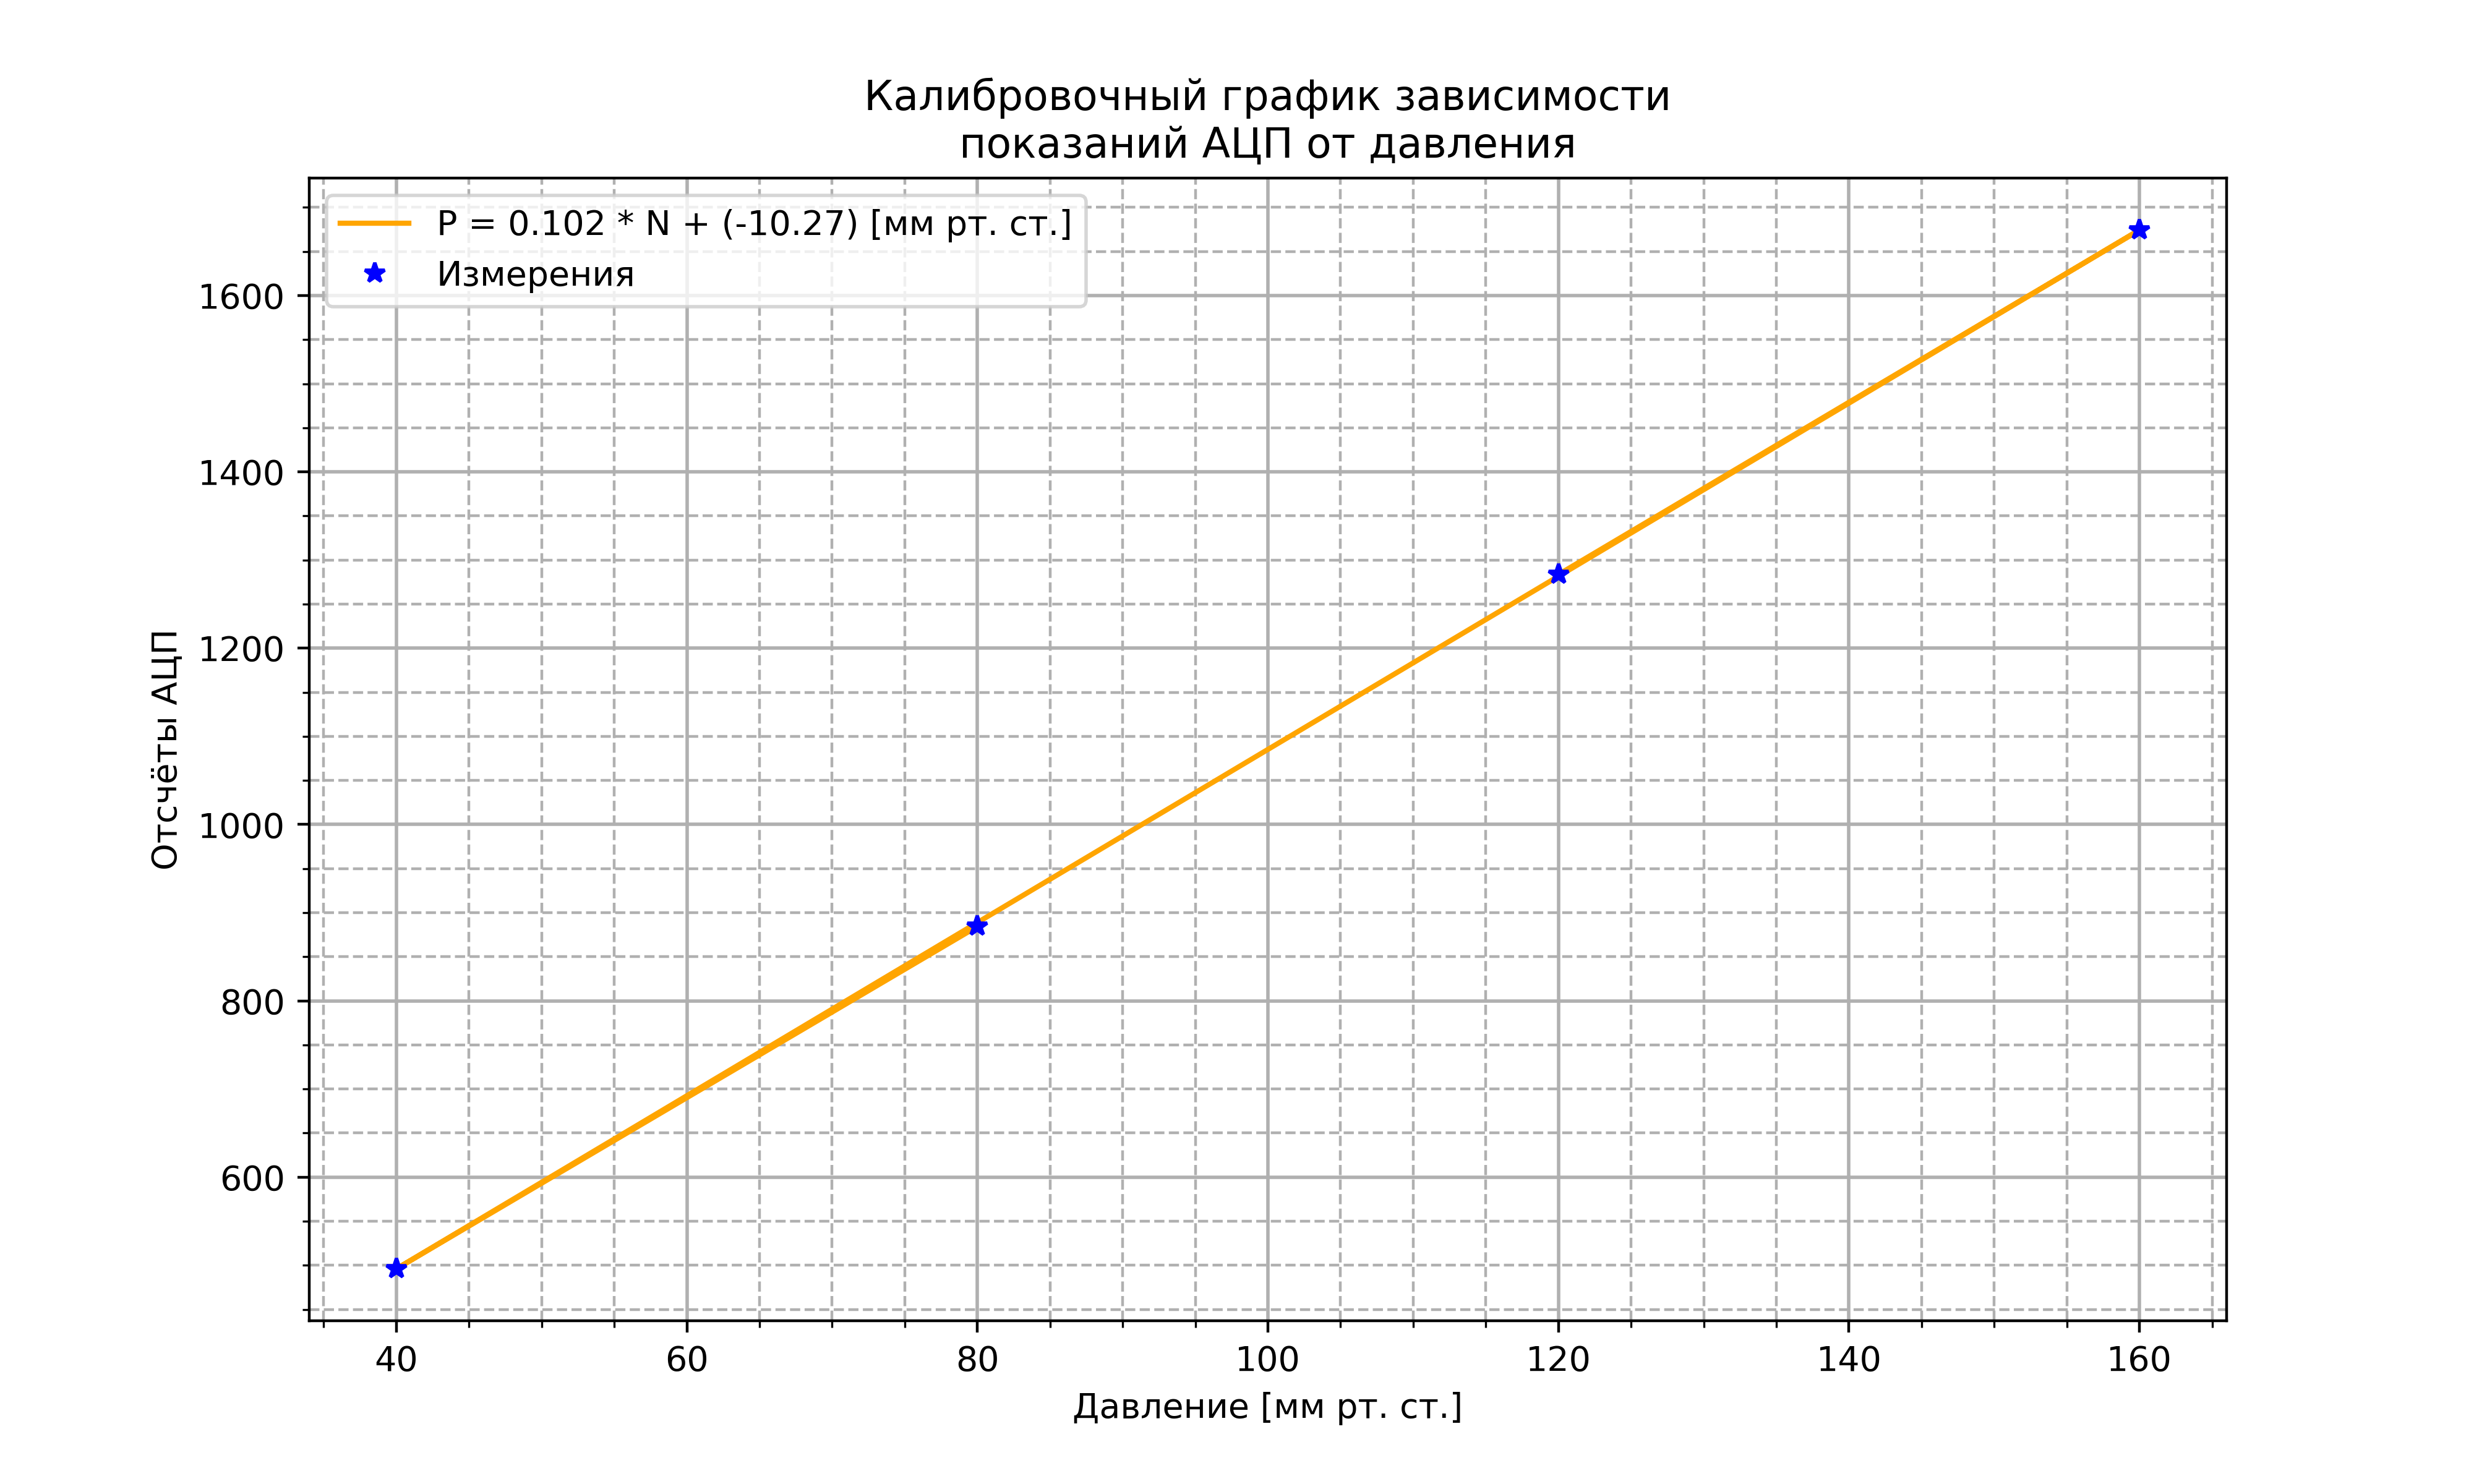 Калибровочный график зависимости
показаний АЦП от давления
P = 0.102 * N + (-10.27) [мм рт. ст.]
Измерения
1600
1400
1200
1000
800
600
Отсчёты АЦП
40
60
80
100
120
140
160
Давление [мм рт. ст.]